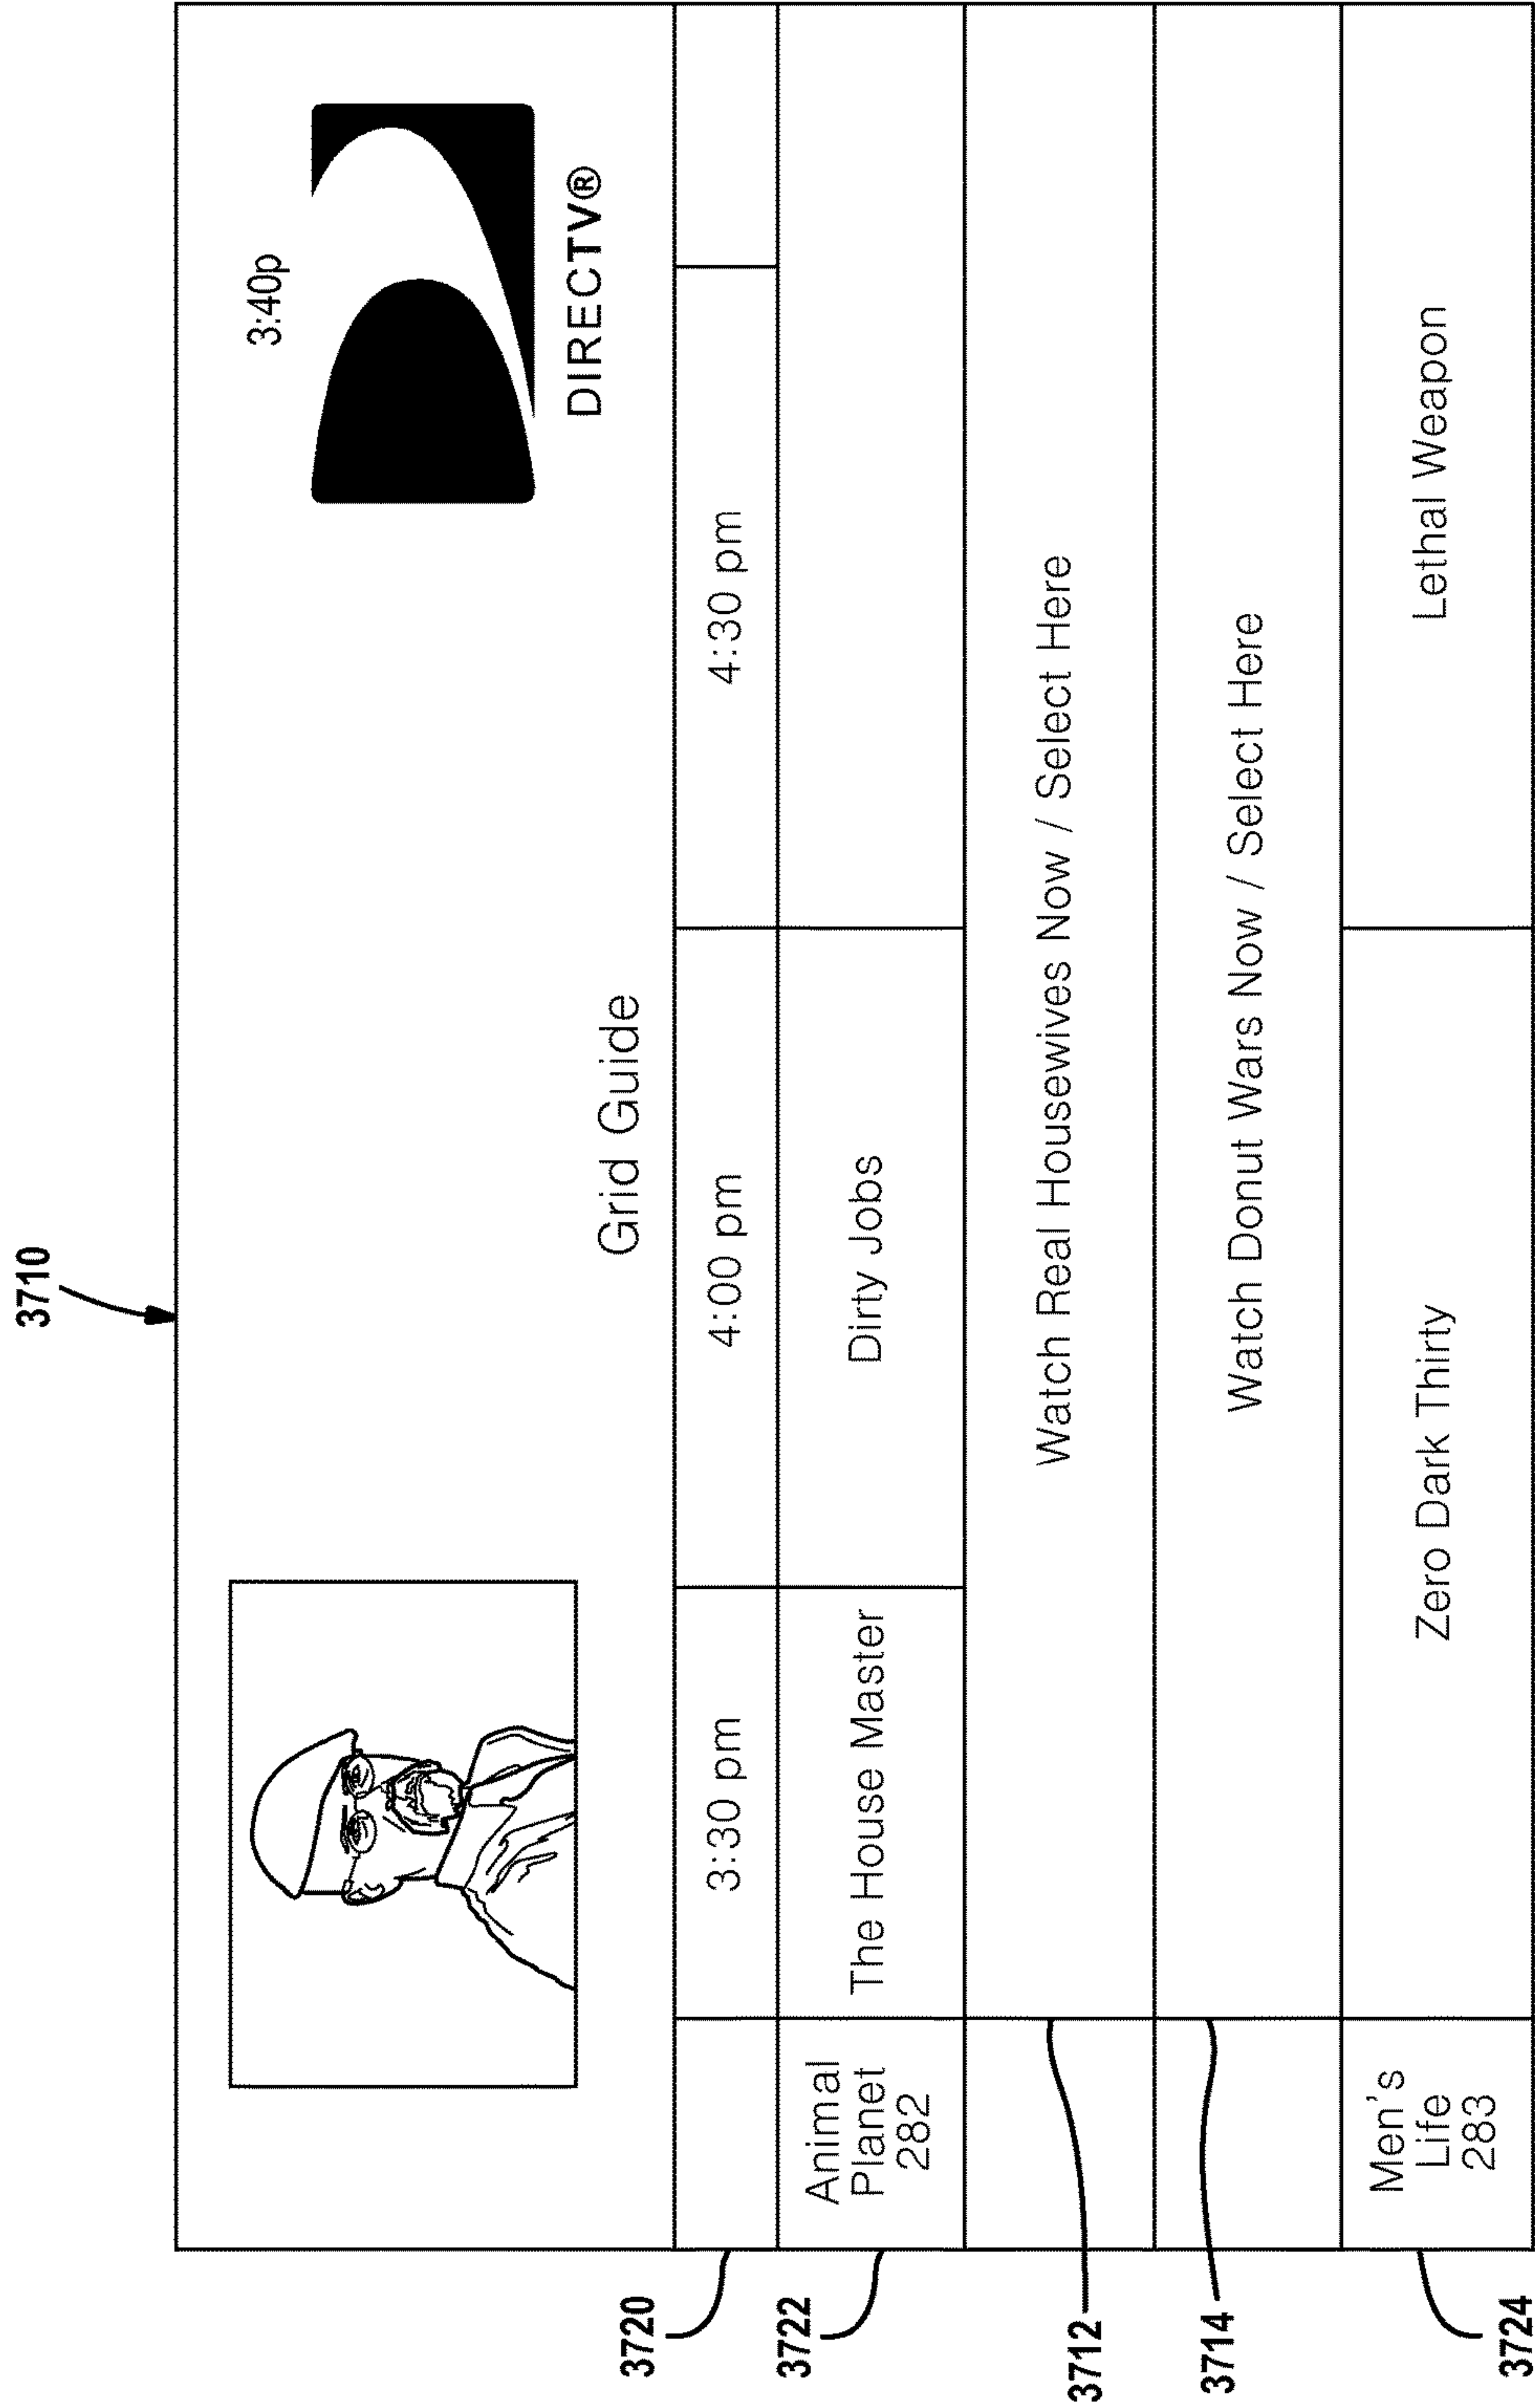 3710
3:40p
DIRECTV®
Grid Guide
3720
3:30 pm
4:00 pm
4:30 pm
3722
Animal
Planet
282
The House Master
Dirty Jobs
3712
Watch Real Housewives Now / Select Here
3714
Watch Donut Wars Now / Select Here
3724
Men's
Life
283
Zero Dark Thirty
Lethal Weapon